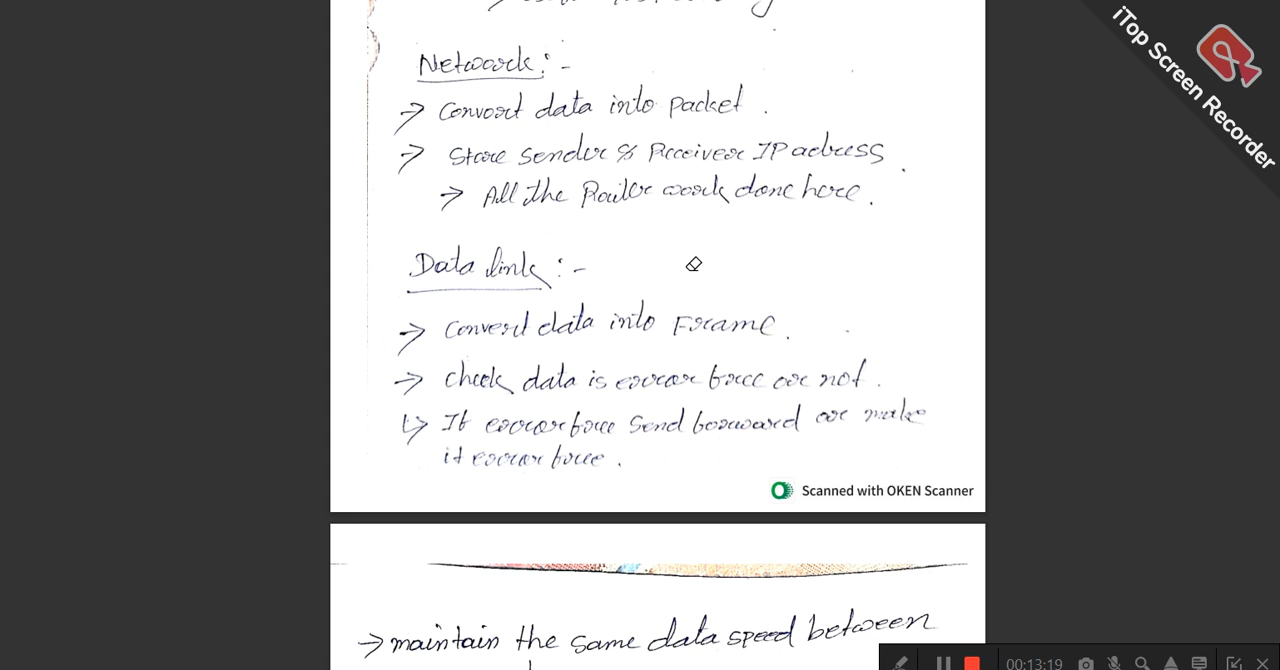 Network :-
→ Convert data into packet .
→ Store sender & Receiver IP adress .
→ All the Router work done here .
Data link :-
→ Convert data into Frame .
→ check data is error free or not .
↳ If error free send forward or make
it error free .
Scanned with OKEN Scanner
→ maintain the same data speed between
iTop Screen Recorder
00:13:19